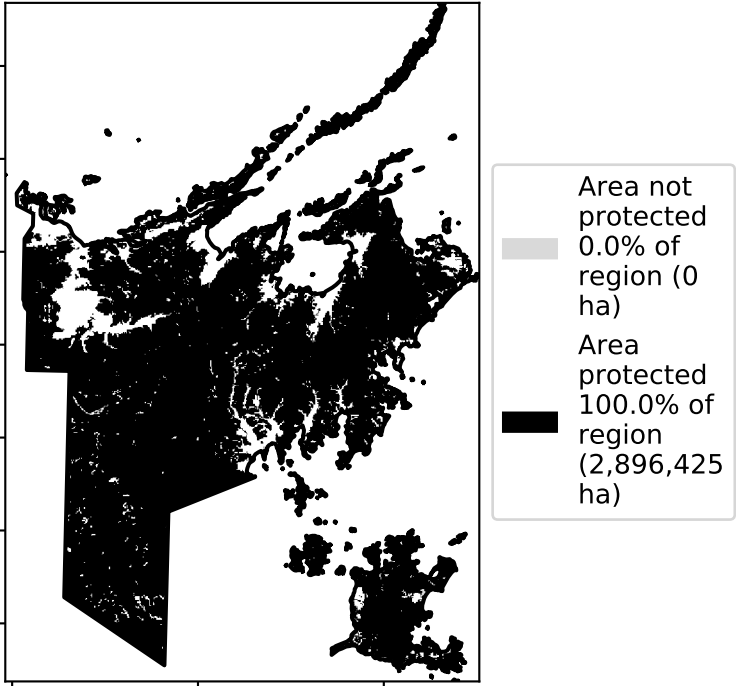 Area not
protected
0.0% of
region (0
ha)
Area
protected
100.0% of
region
(2,896,425
ha)